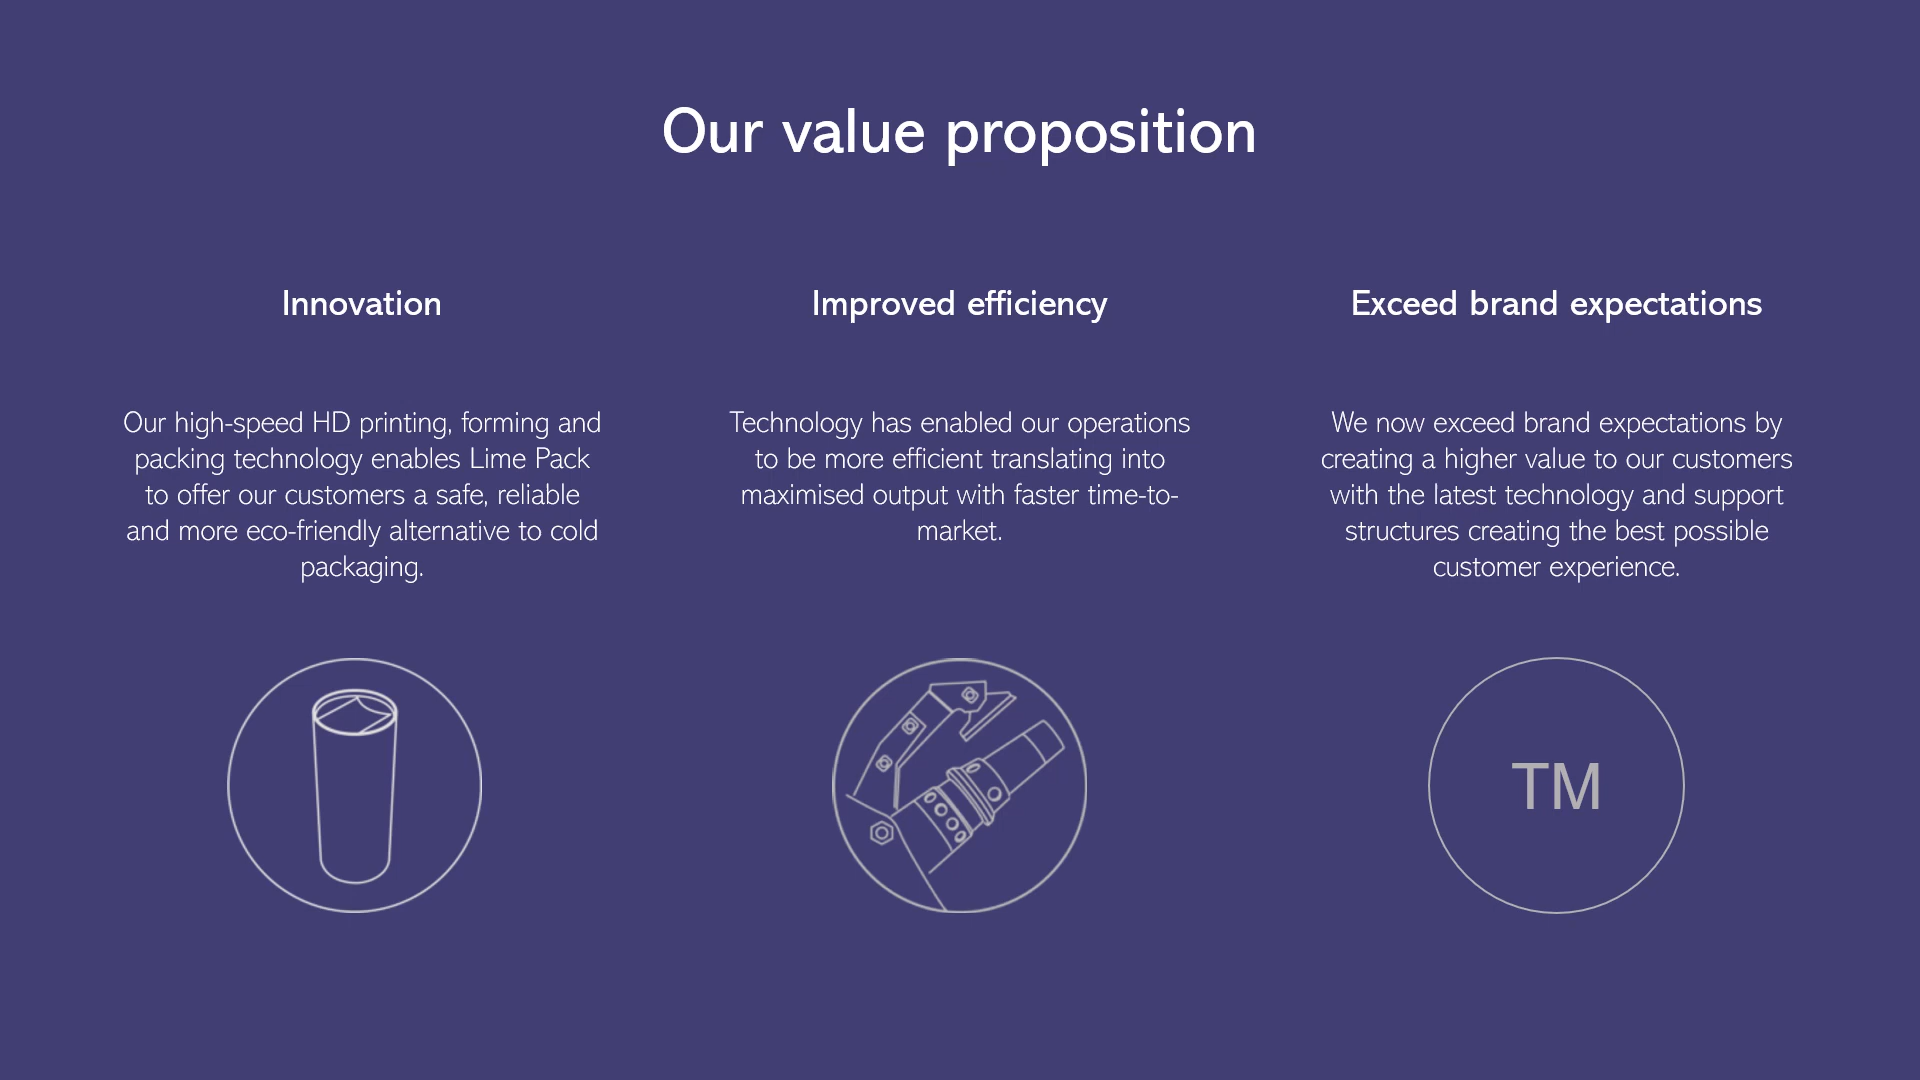 Our value proposition
Innovation
Our high-speed HD printing, forming and
packing technology enables Lime Pack
to offer our customers a safe, reliable
and more eco-friendly alternative to cold
packaging.
Improved efficiency
Technology has enabled our operations
to be more efficient translating into
maximised output with faster time-to-
market.
Exceed brand expectations
We now exceed brand expectations by
creating a higher value to our customers
with the latest technology and support
structures creating the best possible
customer experience.
TM